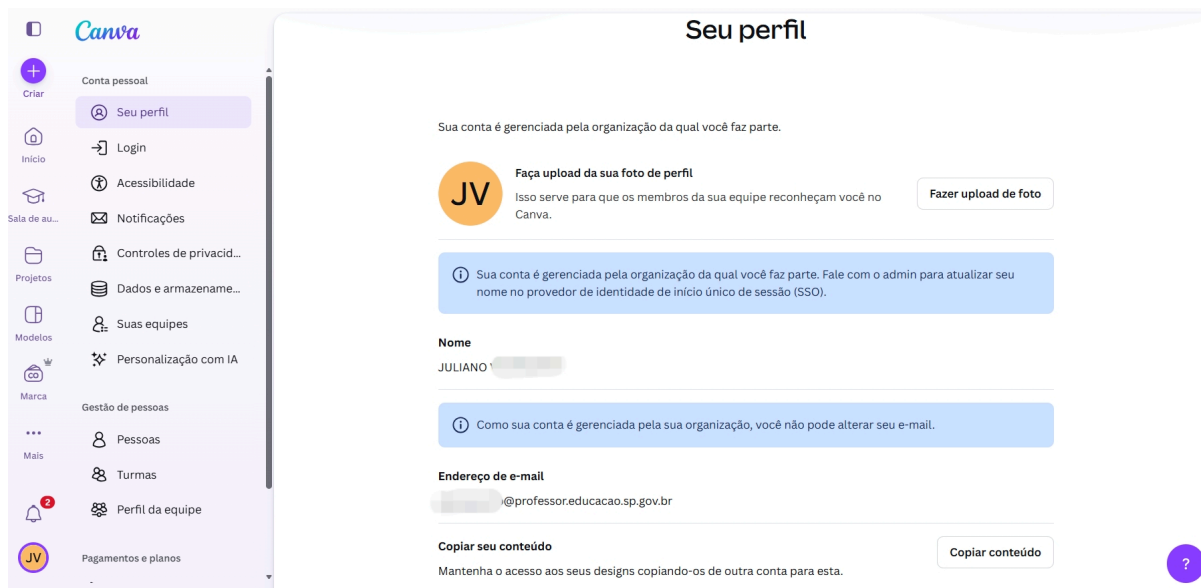 Canva
Criar
Início
Sala de au...
Projetos
Modelos
Marca
Mais
2
JV
Conta pessoal
Seu perfil
Login
Acessibilidade
Notificações
Controles de privacid...
Dados e armazename...
Suas equipes
Personalização com IA
Gestão de pessoas
Pessoas
Turmas
Perfil da equipe
Pagamentos e planos
Seu perfil
Sua conta é gerenciada pela organização da qual você faz parte.
JV
Faça upload da sua foto de perfil
Isso serve para que os membros da sua equipe reconheçam você no
Canva.
Fazer upload de foto
Sua conta é gerenciada pela organização da qual você faz parte. Fale com o admin para atualizar seu
nome no provedor de identidade de início único de sessão (SSO).
Nome
JULIANO
Como sua conta é gerenciada pela sua organização, você não pode alterar seu e-mail.
Endereço de e-mail
@professor.educacao.sp.gov.br
Copiar seu conteúdo
Mantenha o acesso aos seus designs copiando-os de outra conta para esta.
Copiar conteúdo
?